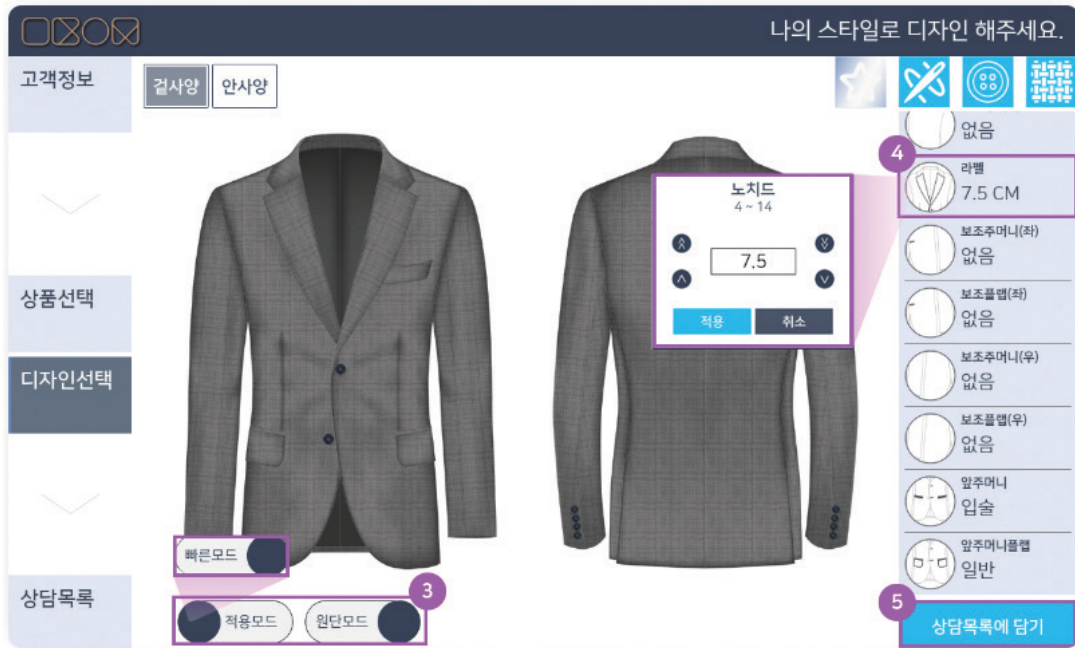 나의 스타일로 디자인 해주세요.
고객정보
상품선택
디자인선택
상담목록
겉사양
안사양
빠른모드
적용모드
원단모드
3
노치드
4 ~ 14
7.5
적용
취소
없음
4
라펠
7.5 CM
보조주머니(좌)
없음
보조플랩(좌)
없음
보조주머니(우)
없음
보조플랩(우)
없음
앞주머니
입술
앞주머니플랩
일반
5
상담목록에 담기